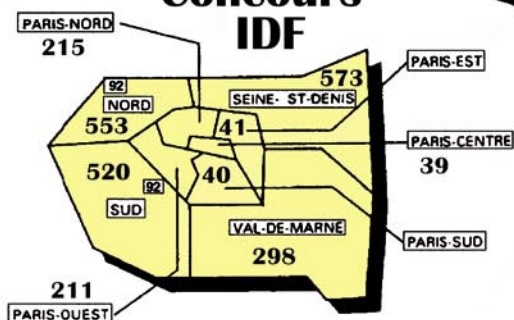 Concours
IDF
PARIS-NORD
215
PARIS-EST
573
92
NORD
SEINE- ST-DENIS
553
41
PARIS-CENTRE
39
520
40
92
SUD
VAL-DE-MARNE
298
PARIS-SUD
211
PARIS-OUEST